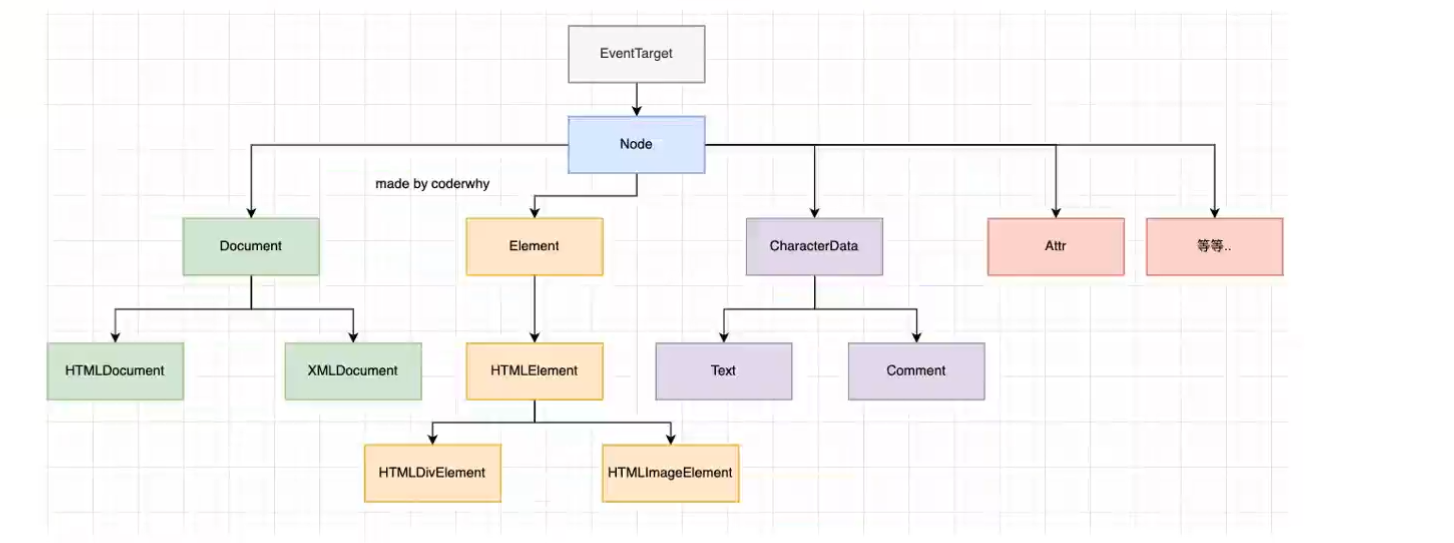 EventTarget
Node
made by coderwhy
Document
Element
CharacterData
Attr
等等..
HTMLDocument
XMLDocument
HTMLElement
Text
Comment
HTMLDivElement
HTMLImageElement